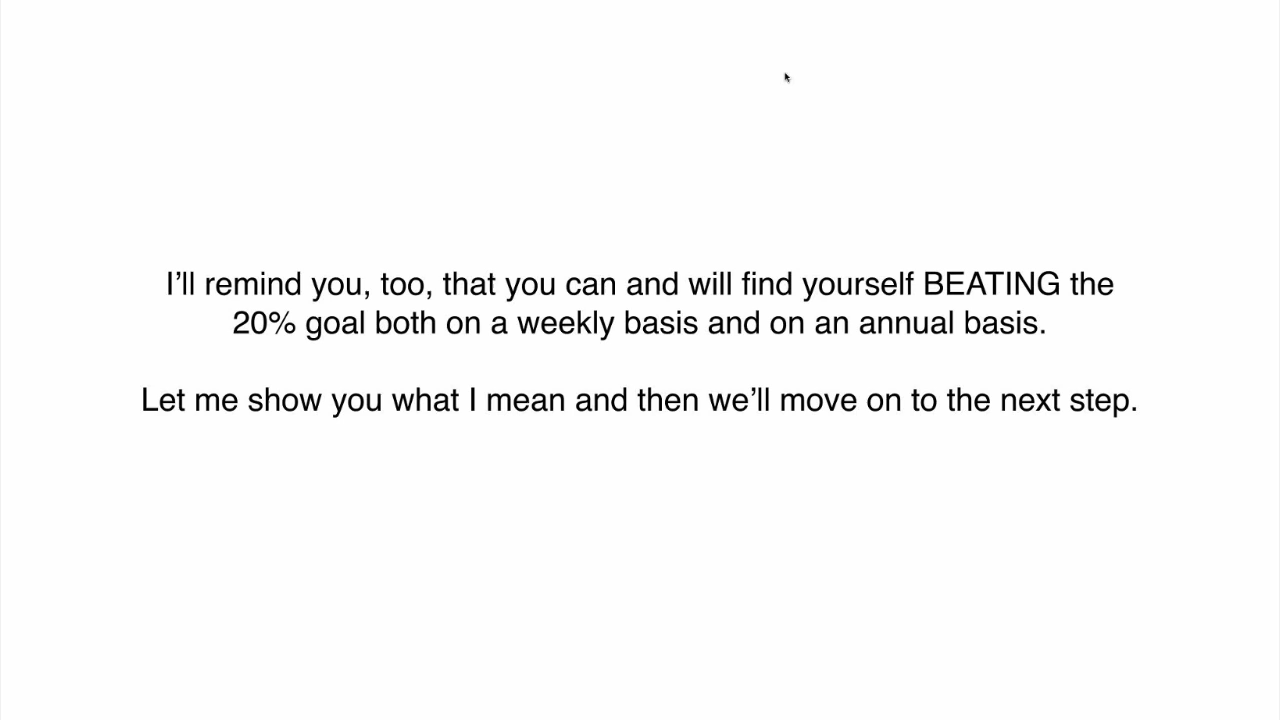 I’ll remind you, too, that you can and will find yourself BEATING the
20% goal both on a weekly basis and on an annual basis.
Let me show you what I mean and then we’ll move on to the next step.